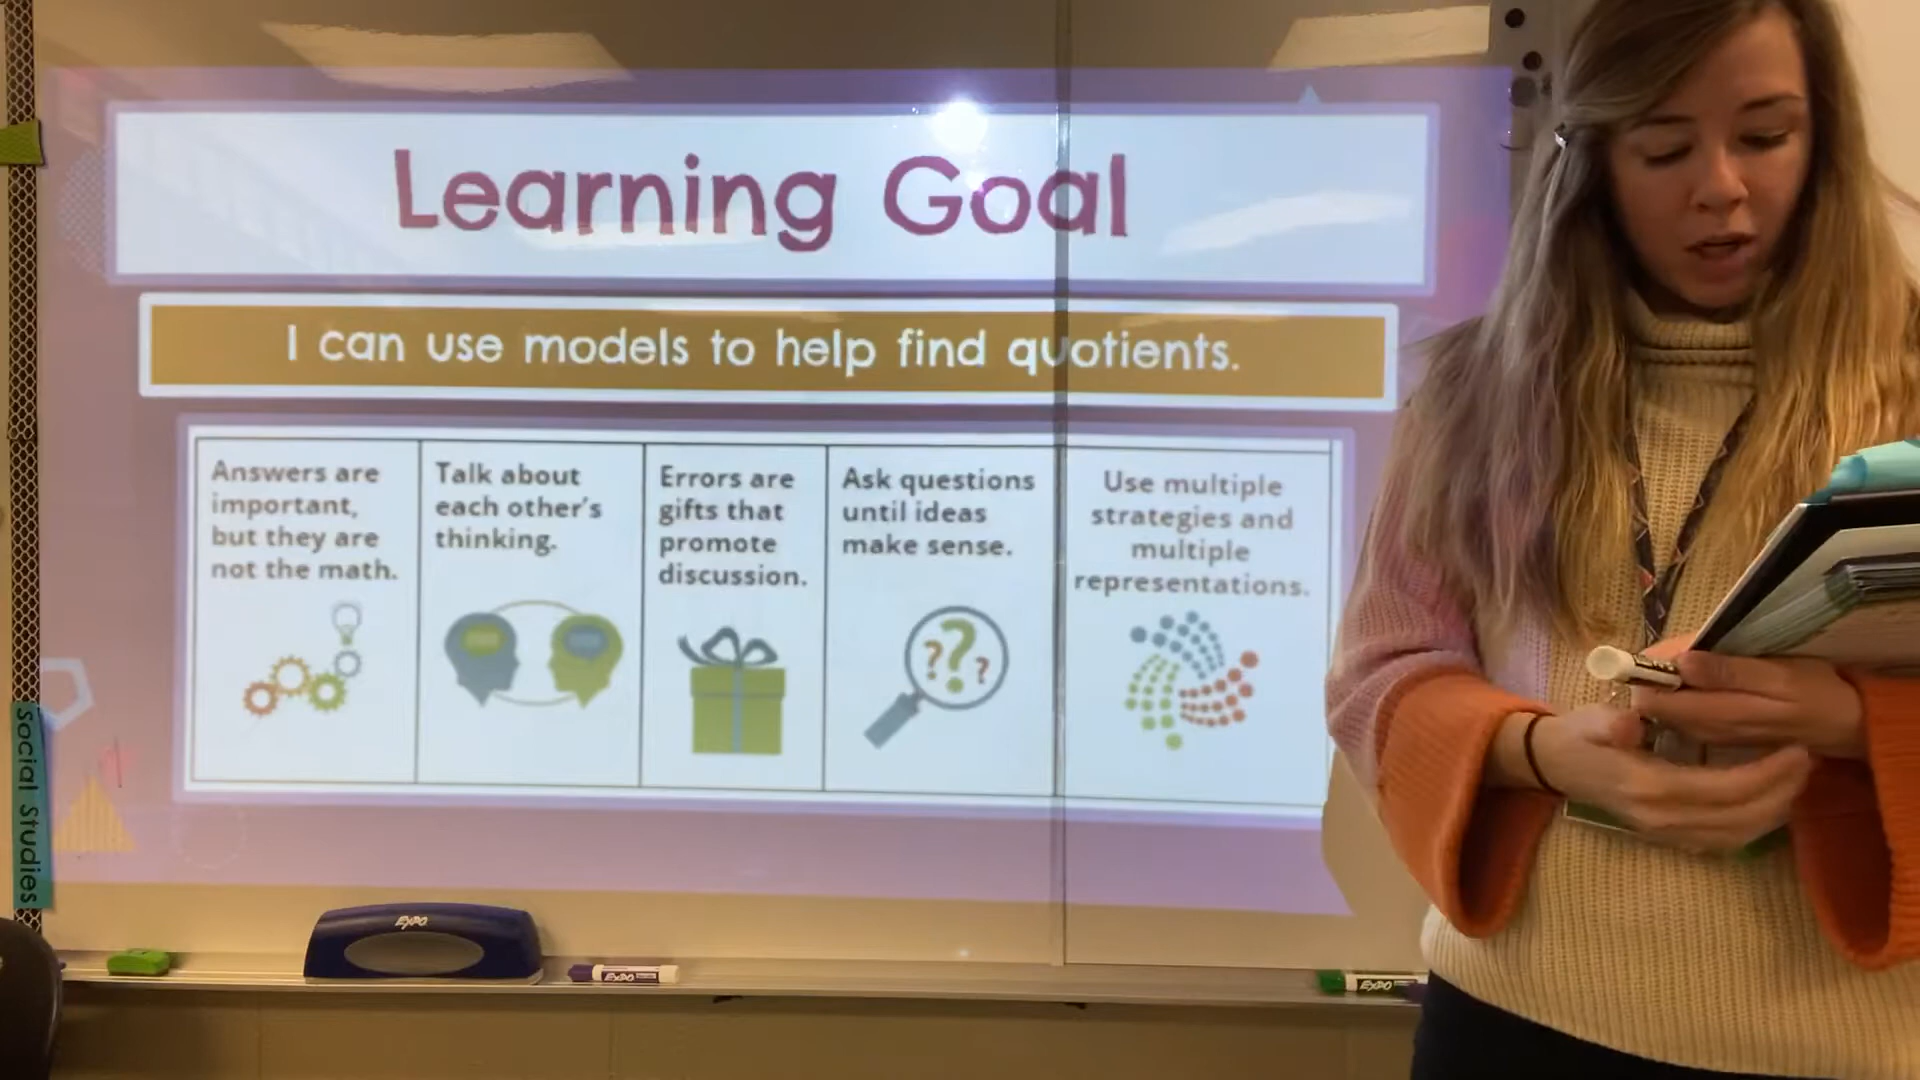 Learning Goal
I can use models to help find quotients.
Answers are
important,
but they are
not the math.
Talk about
each other's
thinking.
Errors are
gifts that
promote
discussion.
Ask questions
until ideas
make sense.
Use multiple
strategies and
multiple
representations.
Social Studies
EXPO
EXPO
EXPO